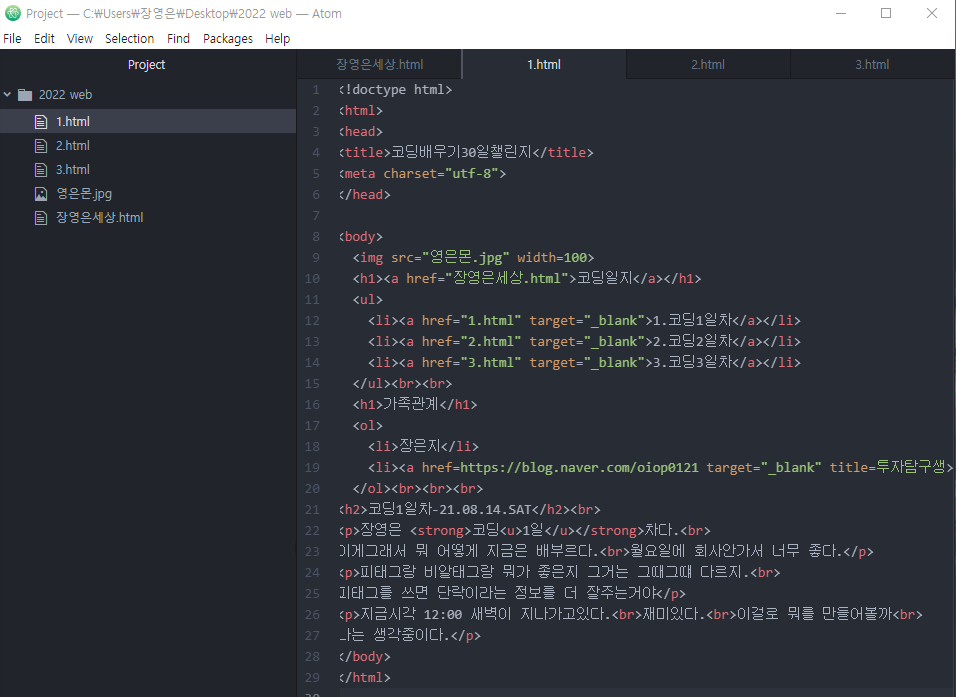 Project — C:₩Users₩장영은₩Desktop₩2022 web — Atom
File Edit View Selection Find Packages Help
Project
장영은세상.html 1.html 2.html 3.html
2022 web
1.html
2.html
3.html
영은몬.jpg
장영은세상.html
1 <!doctype html>
2 <html>
3 <head>
4 <title>코딩배우기30일챌린지</title>
5 <meta charset="utf-8">
6 </head>
7
8 <body>
9 <img src="영은몬.jpg" width=100>
10 <h1><a href="장영은세상.html">코딩일지</a></h1>
11 <ul>
12 <li><a href="1.html" target="_blank">1.코딩1일차</a></li>
13 <li><a href="2.html" target="_blank">2.코딩2일차</a></li>
14 <li><a href="3.html" target="_blank">3.코딩3일차</a></li>
15 </ul><br><br>
16 <h1>가족관계</h1>
17 <ol>
18 <li>장은지</li>
19 <li><a href=https://blog.naver.com/oiop0121 target="_blank" title=투자탐구생>
20 </ol><br><br><br>
21 <h2>코딩1일차-21.08.14.SAT</h2><br>
22 <p>장영은 <strong>코딩<u>1일</u></strong>차다.<br>
23 이게그래서 뭐 어떻게 지금은 배부르다.<br>월요일에 회사안가서 너무 좋다.</p>
24 <p>피태그랑 비알태그랑 뭐가 좋은지 그거는 그때그떄 다르지.<br>
25 피태그를 쓰면 단락이라는 정보를 더 잘주는거야</p>
26 <p>지금시각 12:00 새벽이 지나가고있다.<br>재미있다.<br>이걸로 뭐를 만들어볼까<br>
27 나는 생각중이다.</p>
28 </body>
29 </html>
30